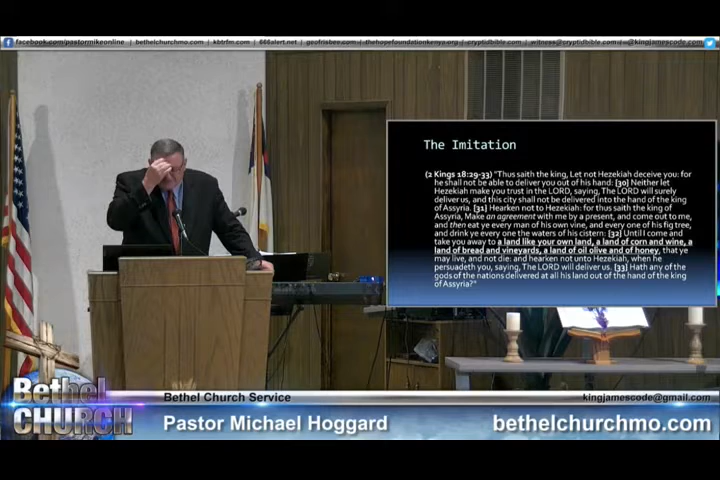 facebook.com/pastormikeonline | bethelchurchmo.com | kbtrfm.com | 666alert.net | geofrisbee.com | thehopefoundationkenya.org | crypticbible.com | witness@crypticbible.com | @kingjamescode.com
The Imitation
(2 Kings 18:29-33) "Thus saith the king, Let not Hezekiah deceive you: for
he shall not be able to deliver you out of his hand: [30] Neither let
Hezekiah make you trust in the LORD, saying, The LORD will surely
deliver us, and this city shall not be delivered into the hand of the king
of Assyria. [31] Hearken not to Hezekiah: for thus saith the king of
Assyria, Make an agreement with me by a present, and come out to me,
and then eat ye every man of his own vine, and every one of his fig tree,
and drink ye every one the waters of his cistern: [32] Until I come and
take you away to a land like your own land, a land of corn and wine, a
land of bread and vineyards, a land of oil olive and of honey, that ye
may live, and not die: and hearken not unto Hezekiah, when he
persuadeth you, saying, The LORD will deliver us. [33] Hath any of the
gods of the nations delivered at all his land out of the hand of the king
of Assyria?"
Bethel
CHURCH
Bethel Church Service
kingjamescode@gmail.com
Pastor Michael Hoggard
bethelchurchmo.com